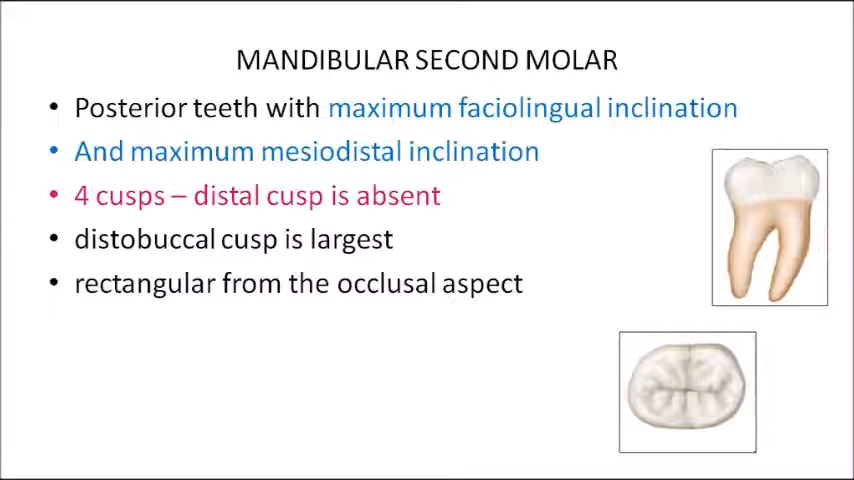 MANDIBULAR SECOND MOLAR
• Posterior teeth with maximum faciolingual inclination
• And maximum mesiodistal inclination
• 4 cusps – distal cusp is absent
• distobuccal cusp is largest
• rectangular from the occlusal aspect